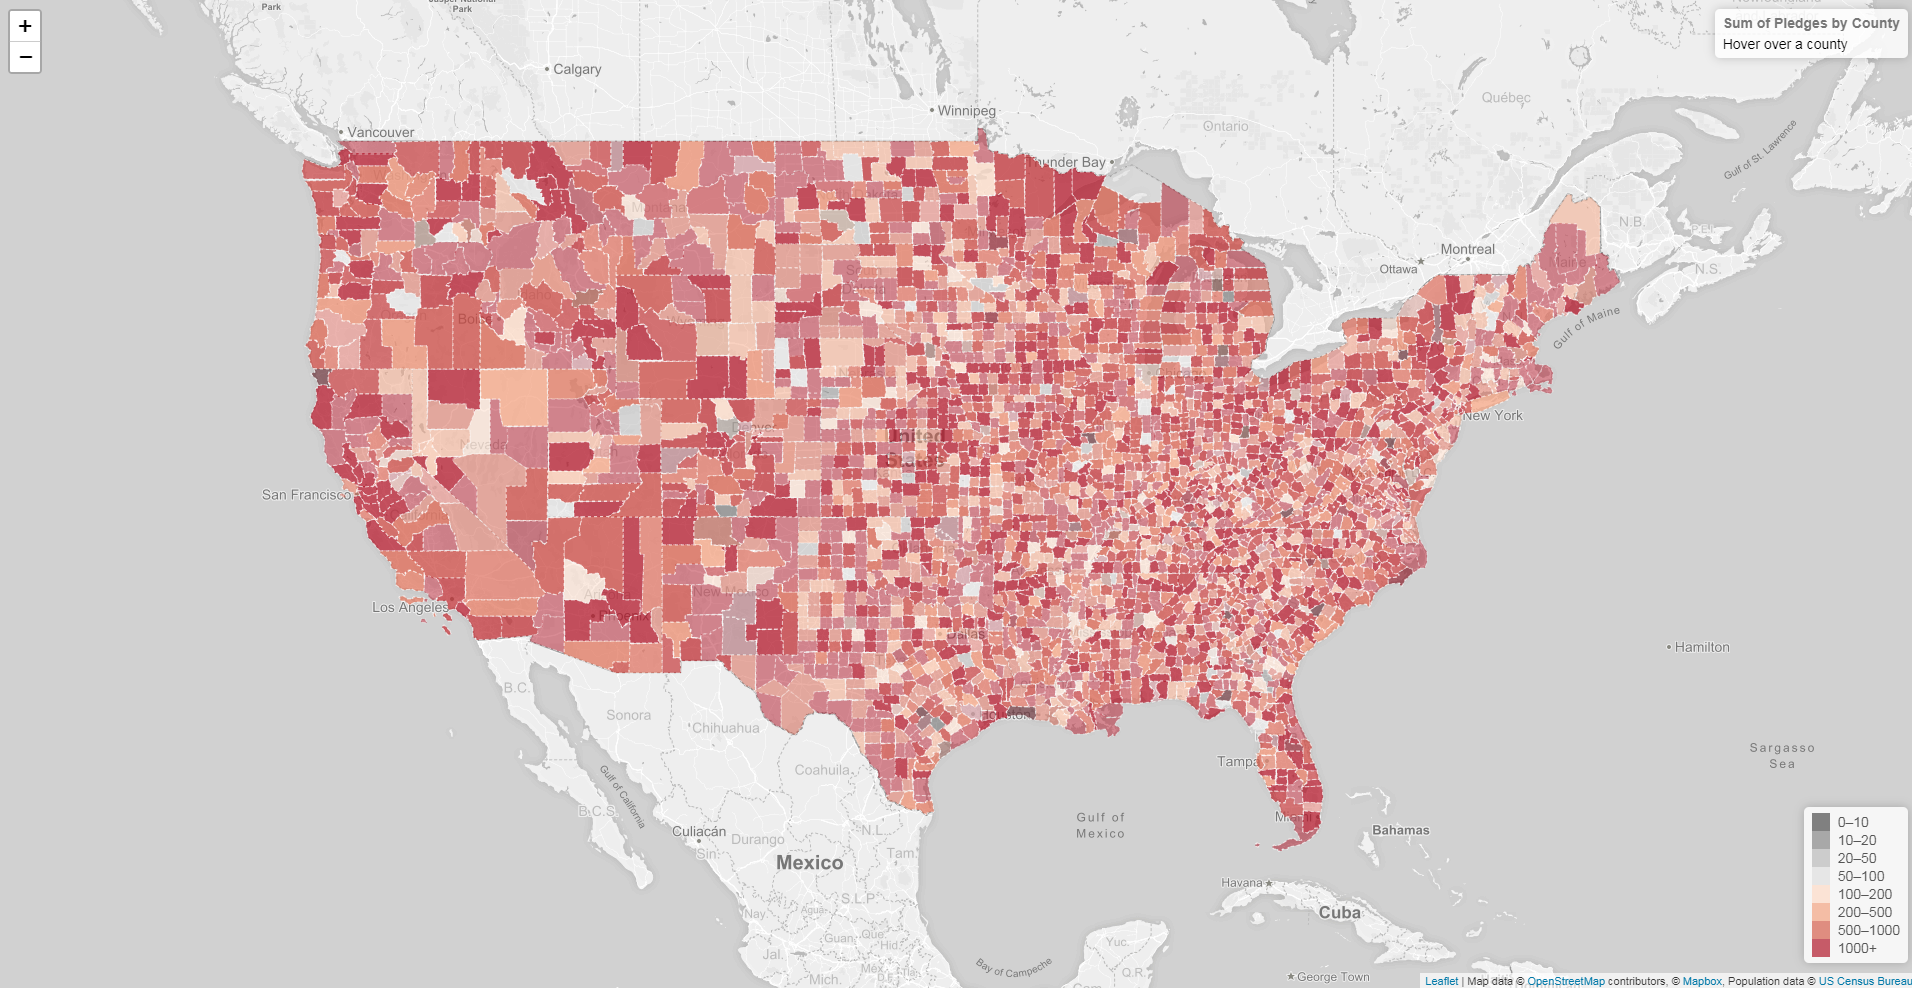 +
−
Park
Park
Sum of Pledges by County
Hover over a county
Calgary
Winnipeg
Québec
Ontario
Vancouver
Thunder Bay
Gulf of St. Lawrence
Montana
N.B.
P.E.I.
Montreal
Ottawa
N.S.
Maine
Gulf of Maine
Boise
New York
Denver
Nevada
United
States
San Francisco
Los Angeles
Phoenix
New Mexico
Dallas
Hamilton
B.C.
Sonora
Chihuahua
Houston
Sargasso
Sea
Tampa
Coahuila
Gulf of California
B.C.S.
Gulf of
Mexico
Miami
Culiacán
Durango
N.L.
Bahamas
Sin.
Tam.
Mexico
Havana
Cuba
S.L.P.
Nay.
Agua.
Gua.
Que.
Hid.
Jal.
Mich.
Mex.
D.F.
Tla.
Yuc.
Q.R.
Cam.
Bay of Campeche
George Town
0–10
10–20
20–50
50–100
100–200
200–500
500–1000
1000+
Leaflet | Map data © OpenStreetMap contributors, © Mapbox, Population data © US Census Bureau